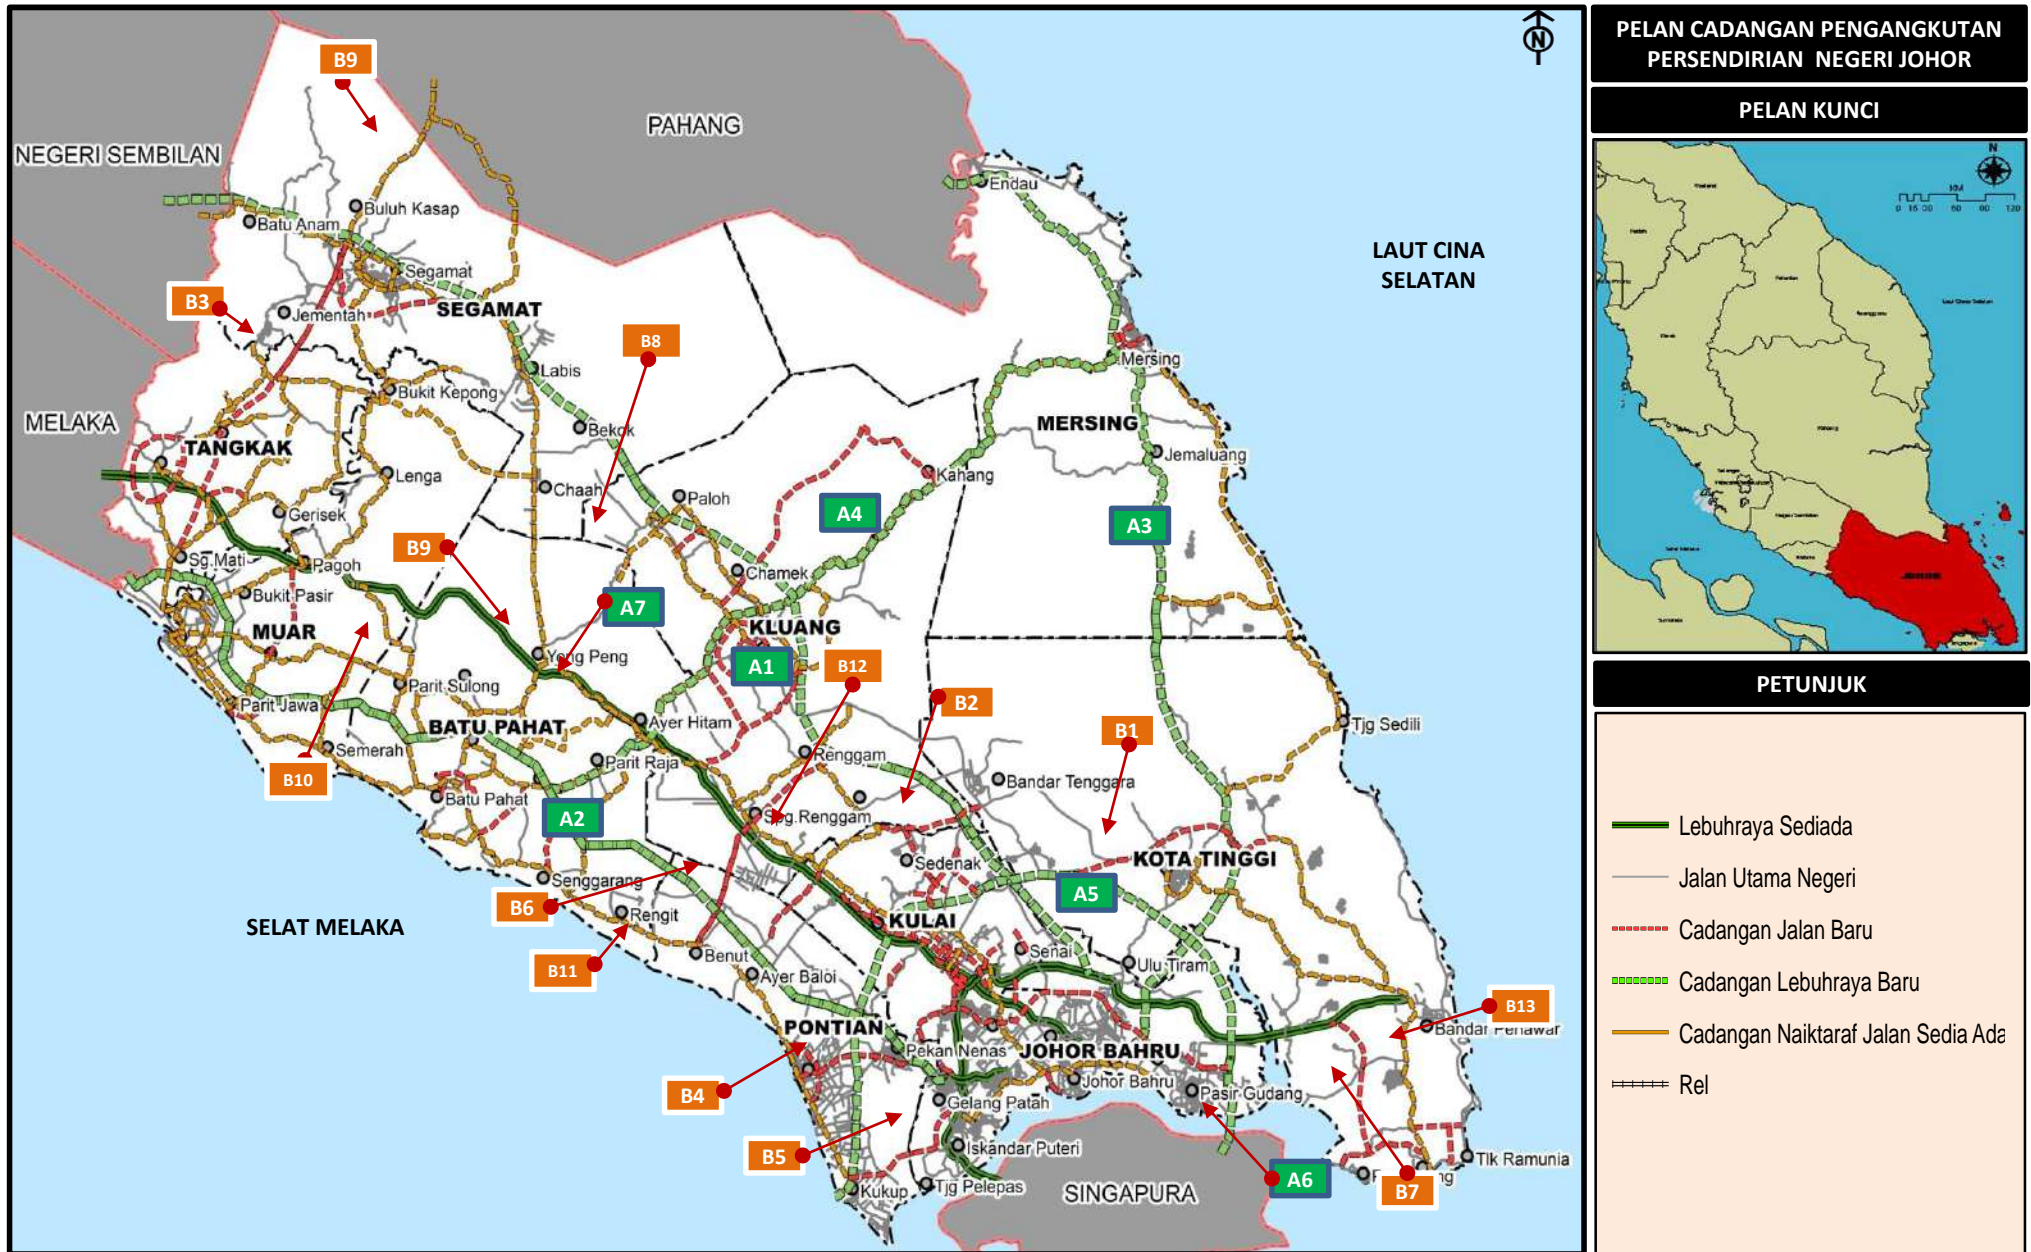 B9
PAHANG
NEGERI SEMBILAN
Endau
Buluh Kasap
Batu Anam
LAUT CINA
SELATAN
Segamat
B3
SEGAMAT
Jementah
B8
Mersing
Labis
Bukit Kepong
MELAKA
MERSING
Bekok
TANGKAK
Jemaluang
Kahang
Lenga
Chaah
Paloh
A4
A3
Gerisek
B9
Sg.Mati
Pagoh
Chamek
Bukit Pasir
A7
MUAR
KLUANG
Yong Peng
A1
B12
Parit Sulong
B2
Parit Jawa
BATU PAHAT
Ayer Hitam
Tjg Sedili
B1
Semerah
Renggam
Parit Raja
B10
Bandar Tenggara
Batu Pahat
A2
Spg.Renggam
Sedenak
KOTA TINGGI
Senggarang
A5
B6
Rengit
KULAI
SELAT MELAKA
Benut
Senai
Ulu Tiram
B11
Ayer Baloi
B13
PONTIAN
Bandar Penawar
Pekan Nenas
JOHOR BAHRU
Johor Bahru
B4
Gelang Patah
Pasir Gudang
B5
Iskandar Puteri
Tlk Ramunia
Kukup
Tjg Pelepas
SINGAPURA
A6
B7
N
PELAN CADANGAN PENGANGKUTAN
PERSENDIRIAN NEGERI JOHOR
PELAN KUNCI
N
KM
PETUNJUK
Lebuhraya Sediada
Jalan Utama Negeri
Cadangan Jalan Baru
Cadangan Lebuhraya Baru
Cadangan Naiktaraf Jalan Sedia Ada
Rel